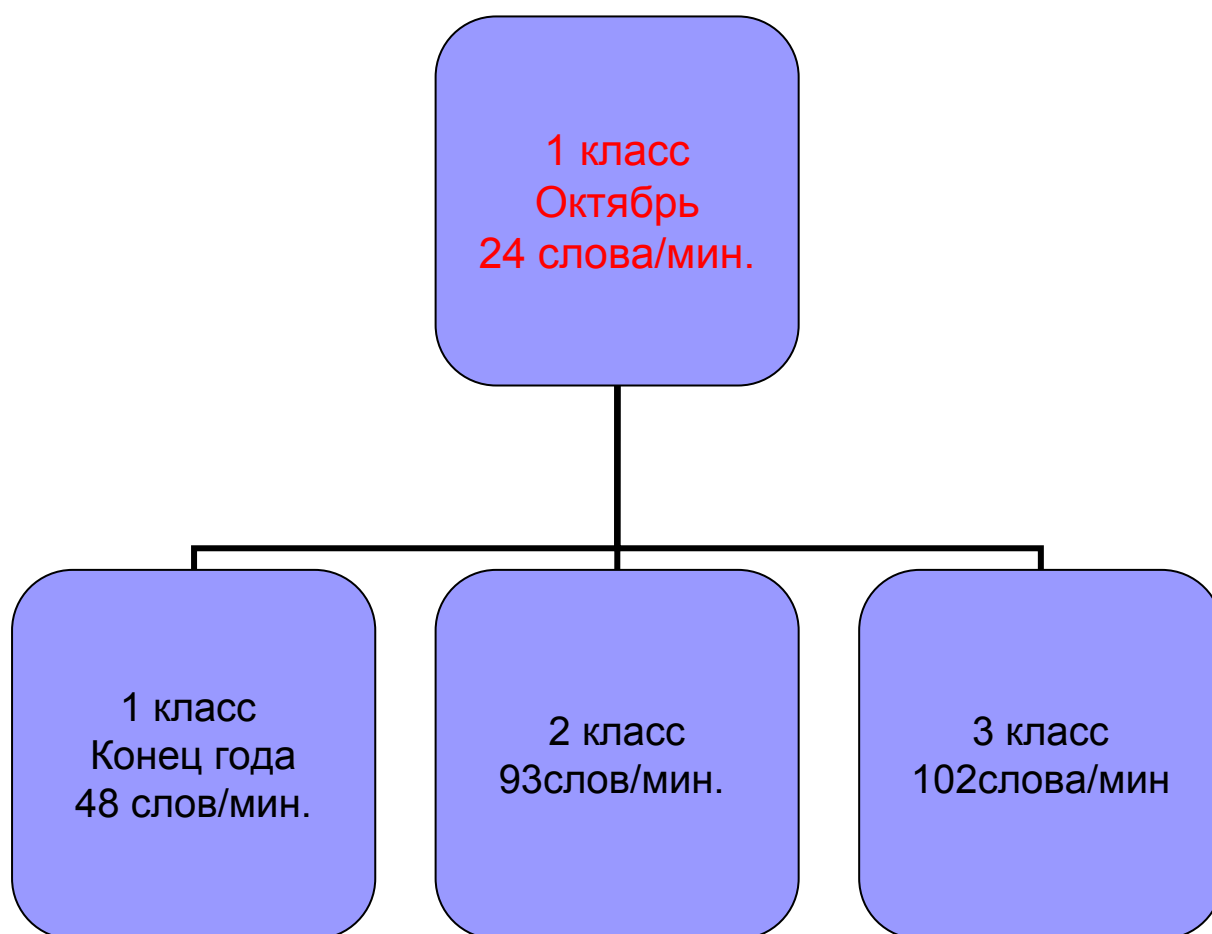 1 класс
Октябрь
24 слова/мин.
1 класс
Конец года
48 слов/мин.
2 класс
93слов/мин.
3 класс
102слова/мин